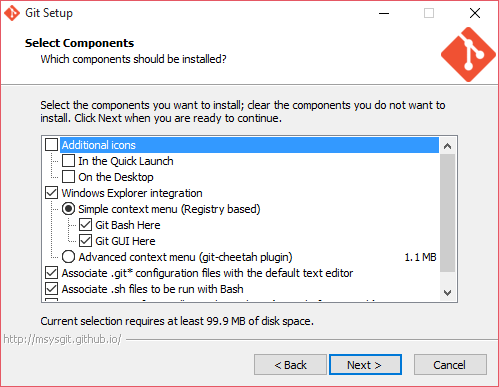 Git Setup
Select Components
Which components should be installed?
Select the components you want to install; clear the components you do not want to
install. Click Next when you are ready to continue.
Additional icons
In the Quick Launch
On the Desktop
Windows Explorer integration
Simple context menu (Registry based)
Git Bash Here
Git GUI Here
Advanced context menu (git-cheetah plugin) 1.1 MB
Associate .git* configuration files with the default text editor
Associate .sh files to be run with Bash
Current selection requires at least 99.9 MB of disk space.
http://msysgit.github.io/
< Back
Next >
Cancel